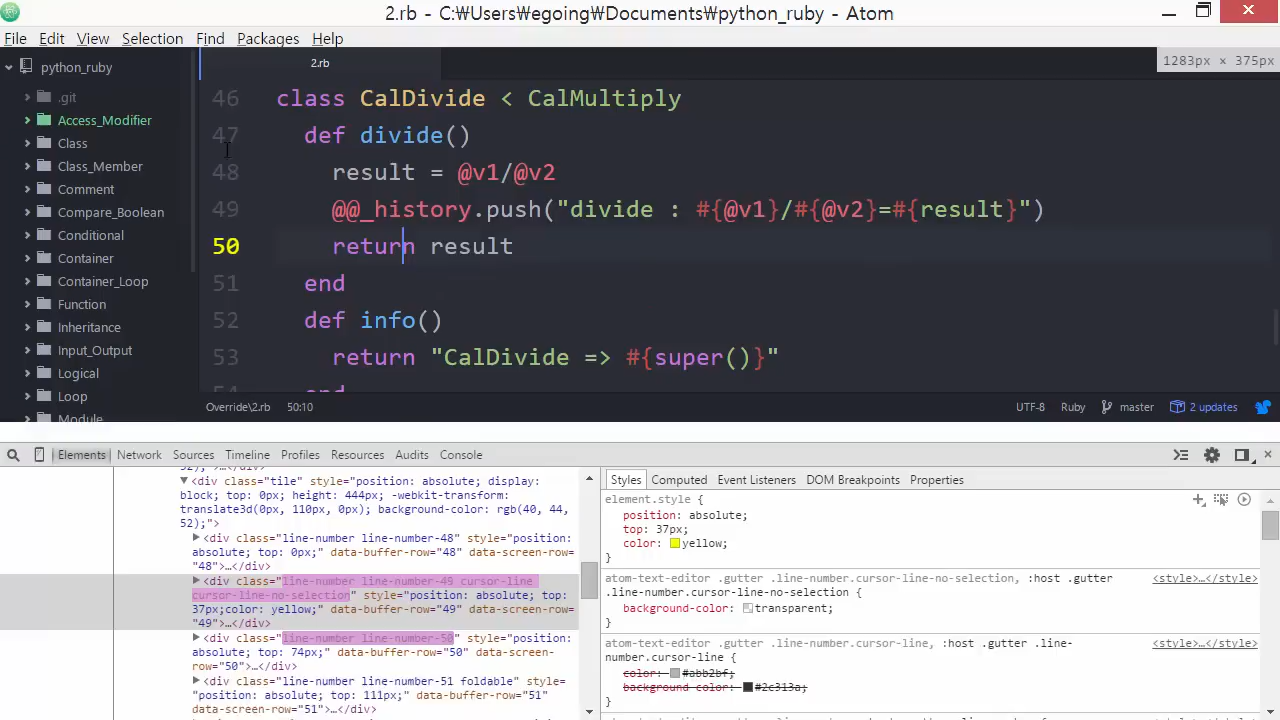 2.rb - C:₩Users₩egoing₩Documents₩python_ruby - Atom
File Edit View Selection Find Packages Help
python_ruby
2.rb
1283px × 375px
.git
Access_Modifier
Class
Class_Member
Comment
Compare_Boolean
Conditional
Container
Container_Loop
Function
Inheritance
Input_Output
Logical
Loop
Module
46 class CalDivide < CalMultiply
47 def divide()
48 result = @v1/@v2
49 @@_history.push("divide : #{@v1}/#{@v2}=#{result}")
50 return result
51 end
52 def info()
53 return "CalDivide => #{super()}"
54 end
Override\2.rb 50:10 UTF-8 Ruby master 2 updates
Elements Network Sources Timeline Profiles Resources Audits Console
52);">…</div>
<div class="tile" style="position: absolute; display:
block; top: 0px; height: 444px; -webkit-transform:
translate3d(0px, 110px, 0px); background-color: rgb(40, 44,
52);">
<div class="line-number line-number-48" style="position:
absolute; top: 0px;" data-buffer-row="48" data-screen-row=
"48">…</div>
<div class="line-number line-number-49 cursor-line
cursor-line-no-selection" style="position: absolute; top:
37px;color: yellow;" data-buffer-row="49" data-screen-row=
"49">…</div>
<div class="line-number line-number-50" style="position:
absolute; top: 74px;" data-buffer-row="50" data-screen-
row="50">…</div>
<div class="line-number line-number-51 foldable" style=
"position: absolute; top: 111px;" data-buffer-row="51"
data-screen-row="51">…</div>
Styles Computed Event Listeners DOM Breakpoints Properties
element.style {
position: absolute;
top: 37px;
color: yellow;
}
atom-text-editor .gutter .line-number.cursor-line-no-selection, :host .gutter <style>…</style>
.line-number.cursor-line-no-selection {
background-color: transparent;
}
atom-text-editor .gutter .line-number.cursor-line, :host .gutter .line- <style>…</style>
number.cursor-line {
color: #abb2bf;
background-color: #2c313a;
}